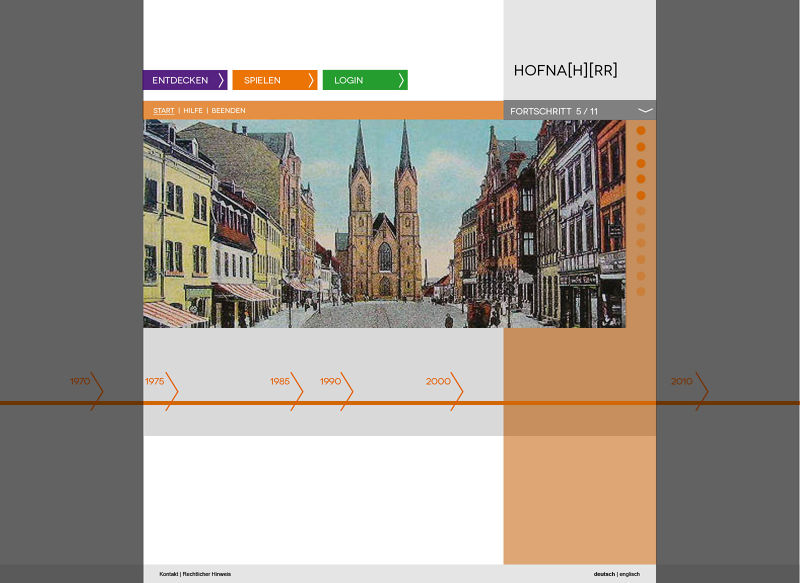 HOFNA[H][RR]
ENTDECKEN
SPIELEN
LOGIN
START | HILFE | BEENDEN
FORTSCHRITT 5 / 11
1970
1975
1985
1990
2000
2010
Kontakt | Rechtlicher Hinweis
deutsch | englisch